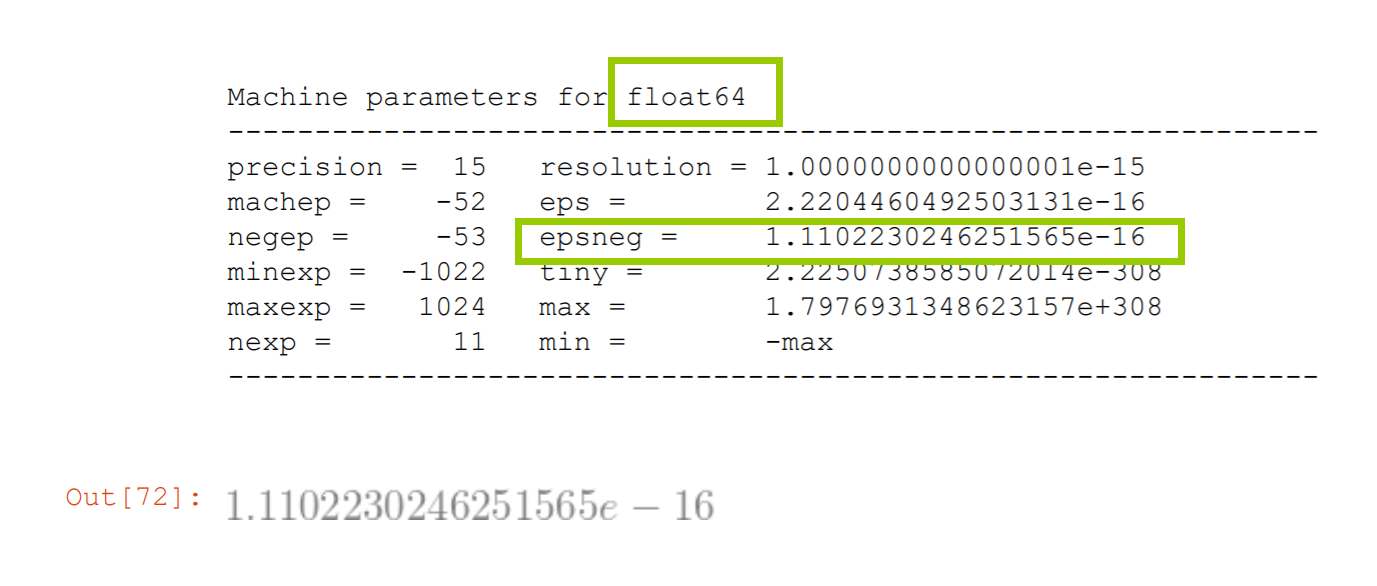 Machine parameters for float64
---------------------------------------------------------------
precision =  15   resolution = 1.0000000000000001e-15
machep =    -52   eps =        2.2204460492503131e-16
negep =     -53   epsneg =     1.1102230246251565e-16
minexp =  -1022   tiny =       2.2250738585072014e-308
maxexp =   1024   max =        1.7976931348623157e+308
nexp =       11   min =        -max
---------------------------------------------------------------
Out[72]: 1.1102230246251565e − 16